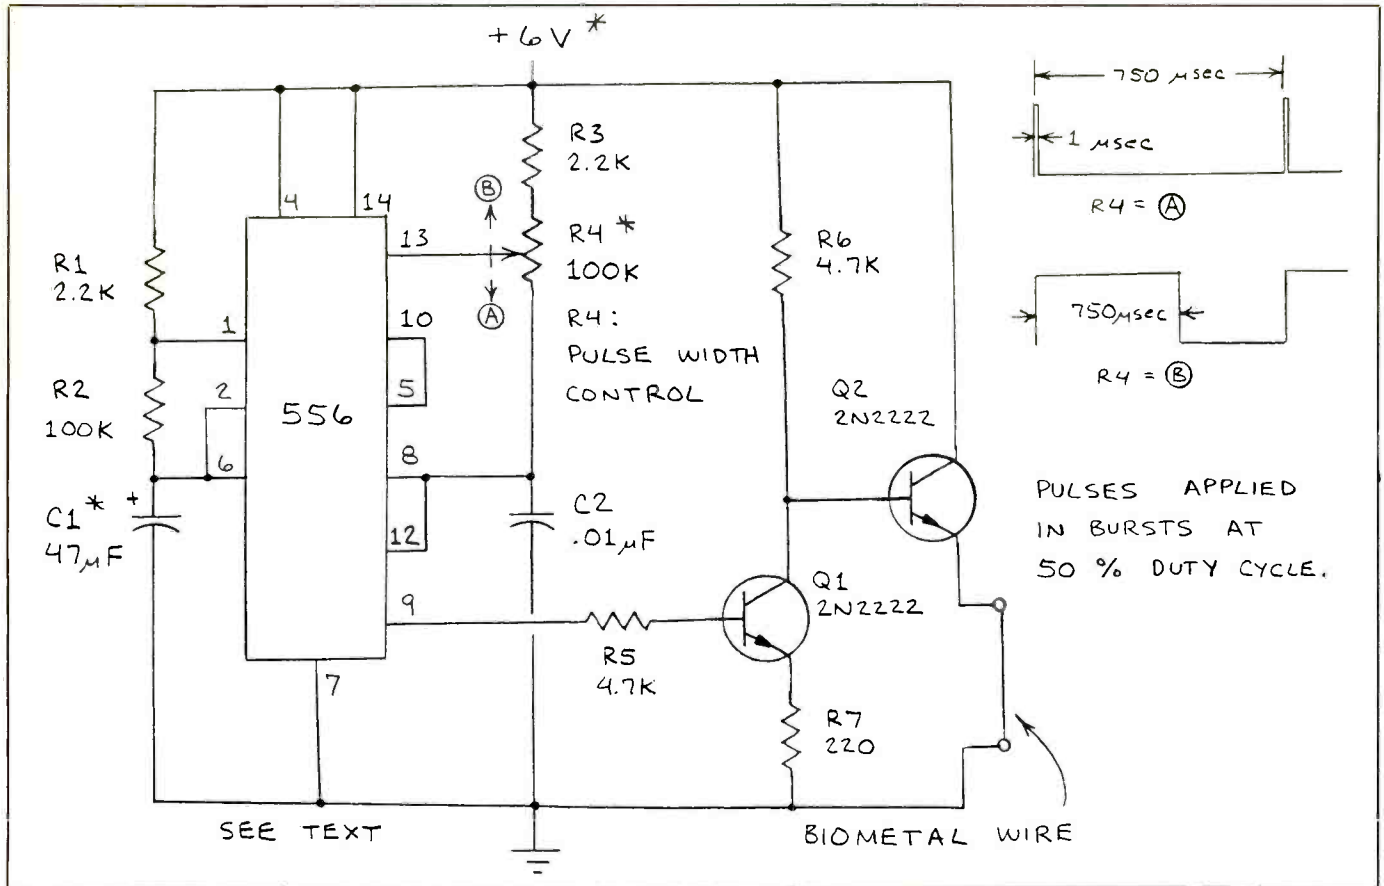 +6V *
750 µsec
1 µsec
R4 = Ⓐ
750µsec
R4 = Ⓑ
PULSES APPLIED
IN BURSTS AT
50 % DUTY CYCLE.
R3
2.2K
R4 *
100K
R4:
PULSE WIDTH
CONTROL
Ⓑ
Ⓐ
R1
2.2K
R2
100K
C1 * +
47µF
4
14
13
1
10
2
5
556
6
8
12
9
7
C2
.01µF
R5
4.7K
R6
4.7K
Q2
2N2222
Q1
2N2222
R7
220
SEE TEXT
BIOMETAL WIRE